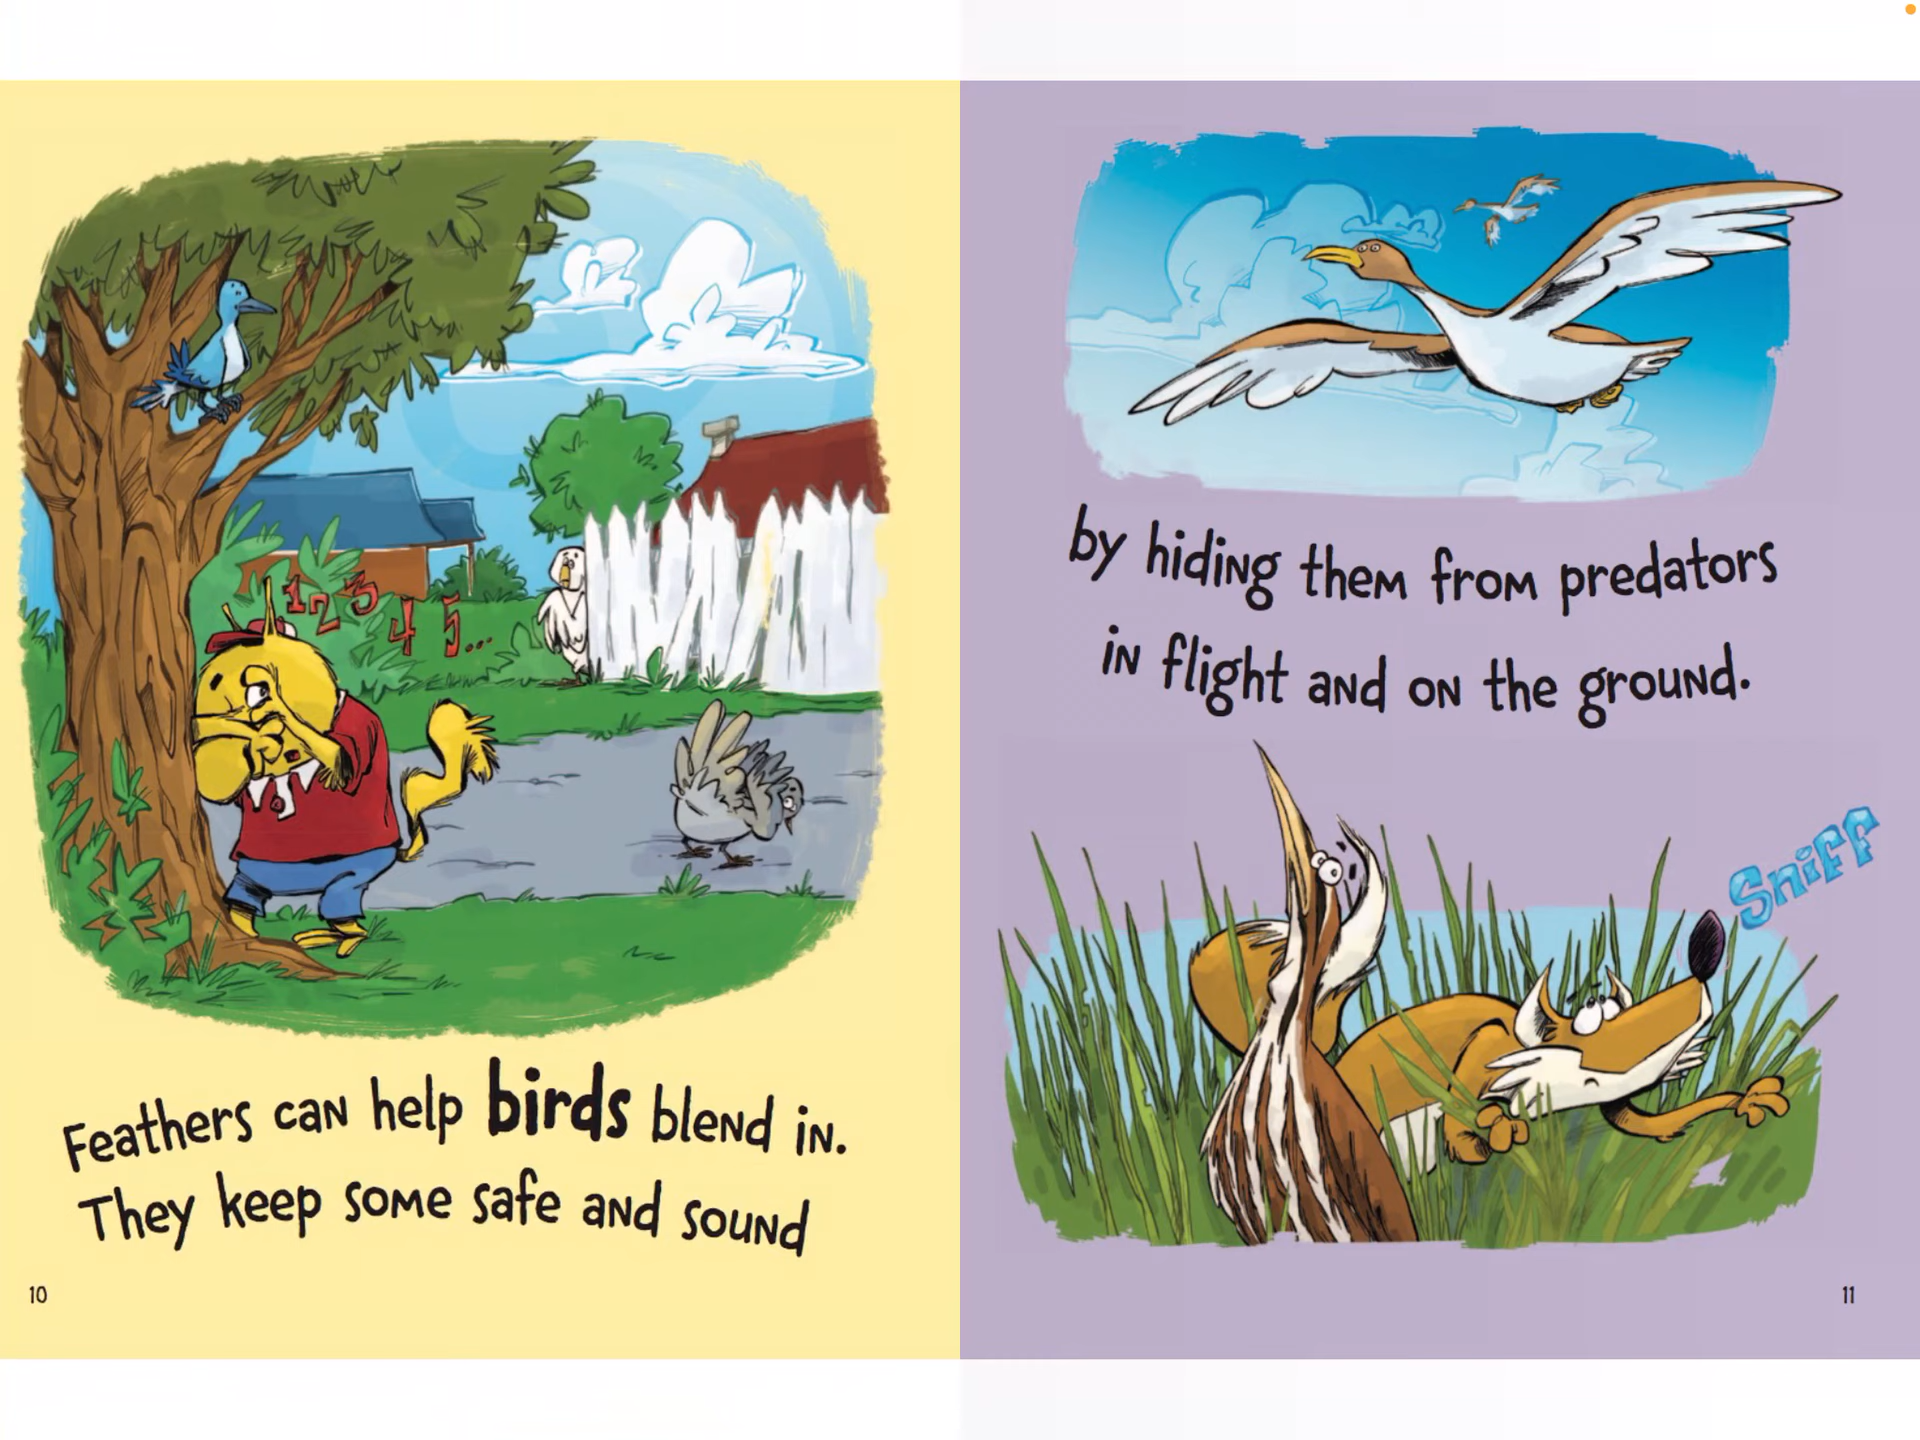 1 2 3 4 5...
Feathers can help birds blend in.
They keep some safe and sound
10
by hiding them from predators
in flight and on the ground.
Sniff
11